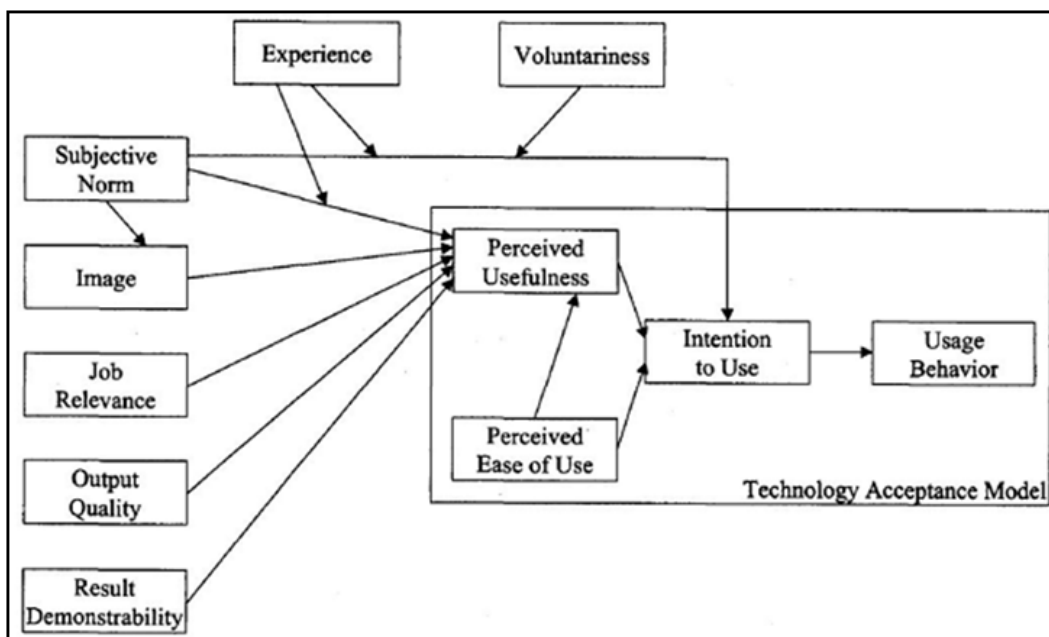 Experience
Voluntariness
Subjective
Norm
Image
Job
Relevance
Output
Quality
Result
Demonstrability
Perceived
Usefulness
Perceived
Ease of Use
Intention
to Use
Usage
Behavior
Technology Acceptance Model